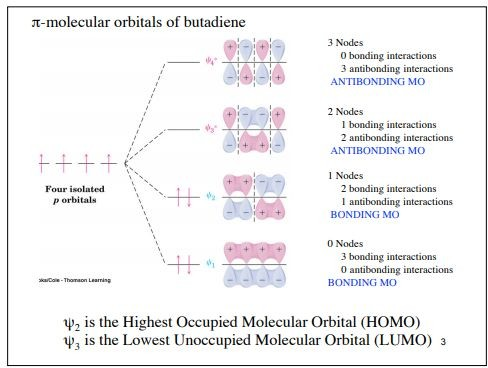 π-molecular orbitals of butadiene
ψ4*
+ − + −
− + − +
3 Nodes
0 bonding interactions
3 antibonding interactions
ANTIBONDING MO
ψ3*
+ − − +
− + + −
2 Nodes
1 bonding interactions
2 antibonding interactions
ANTIBONDING MO
Four isolated
p orbitals
ψ2
+ + − −
− − + +
1 Nodes
2 bonding interactions
1 antibonding interactions
BONDING MO
ψ1
+ + + +
− − − −
0 Nodes
3 bonding interactions
0 antibonding interactions
BONDING MO
oks/Cole - Thomson Learning
ψ2 is the Highest Occupied Molecular Orbital (HOMO)
ψ3 is the Lowest Unoccupied Molecular Orbital (LUMO) 3